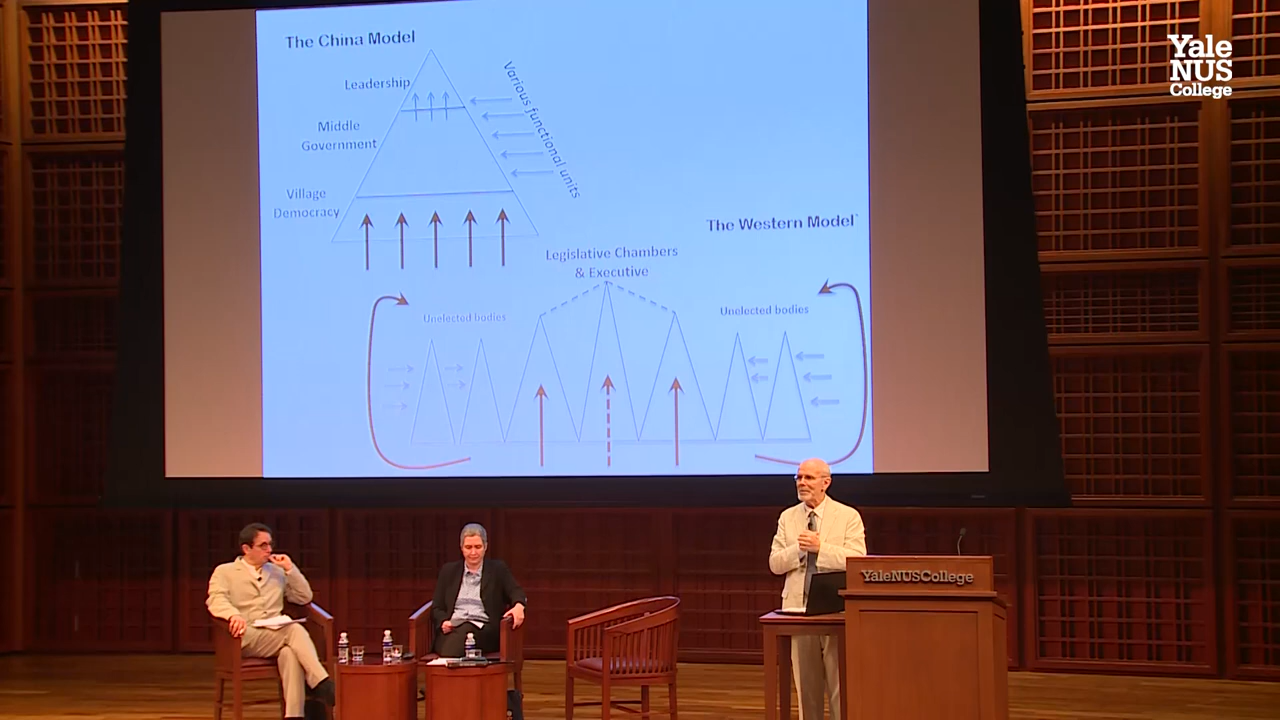 The China Model
Leadership
Middle
Government
Village
Democracy
Various functional units
The Western Model
Legislative Chambers
& Executive
Unelected bodies
Unelected bodies
Yale
NUS
College
YaleNUSCollege